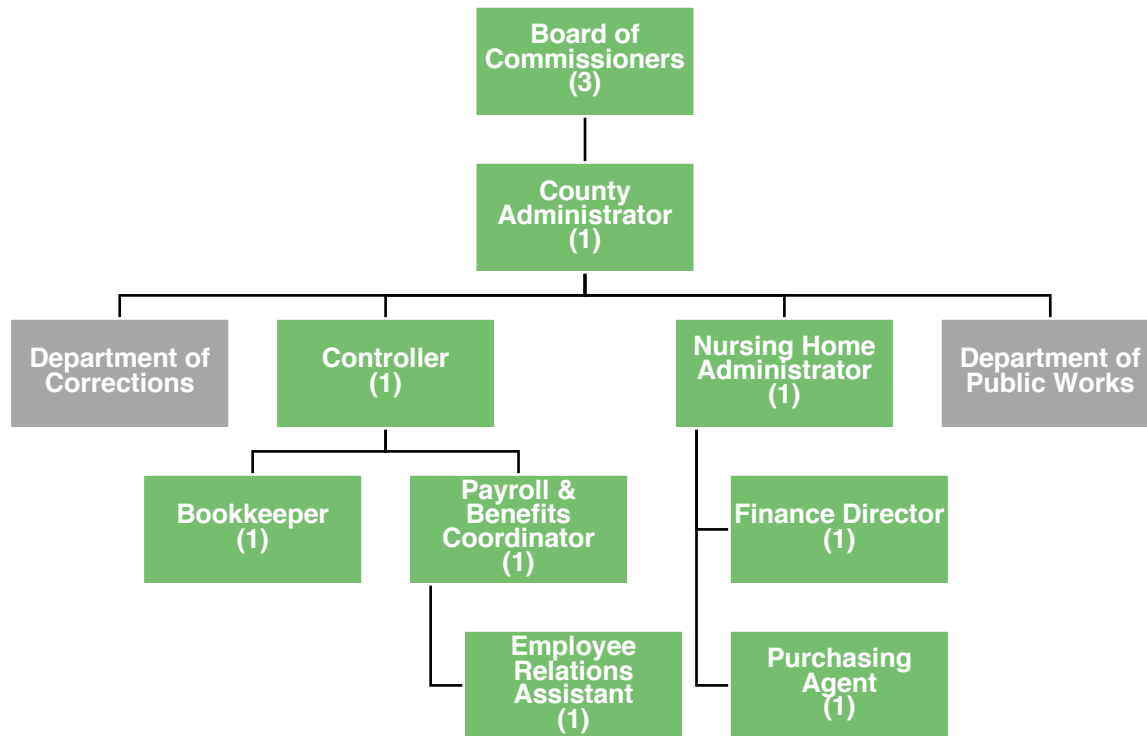 Board of
Commissioners
(3)
County
Administrator
(1)
Department of
Corrections
Controller
(1)
Nursing Home
Administrator
(1)
Department of
Public Works
Bookkeeper
(1)
Payroll &
Benefits
Coordinator
(1)
Finance Director
(1)
Employee
Relations
Assistant
(1)
Purchasing
Agent
(1)